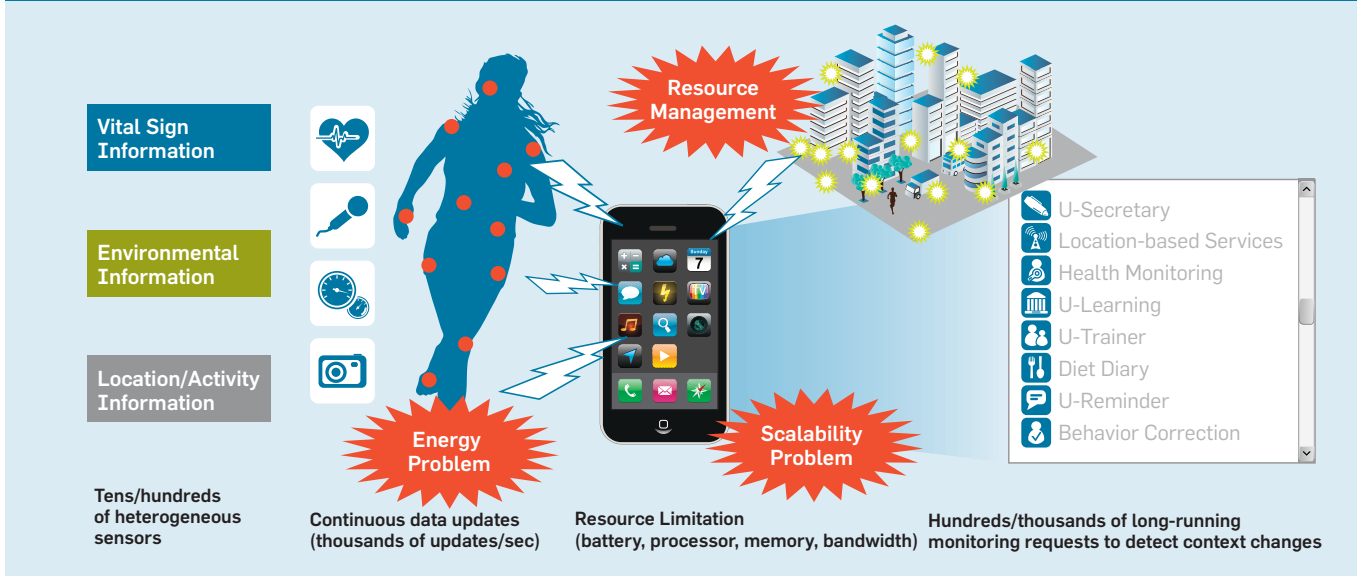 Vital Sign
Information
Environmental
Information
Location/Activity
Information
Resource
Management
Energy
Problem
Scalability
Problem
Sunday
7
TV
U-Secretary
Location-based Services
Health Monitoring
U-Learning
U-Trainer
Diet Diary
U-Reminder
Behavior Correction
Tens/hundreds
of heterogeneous
sensors
Continuous data updates
(thousands of updates/sec)
Resource Limitation
(battery, processor, memory, bandwidth)
Hundreds/thousands of long-running
monitoring requests to detect context changes